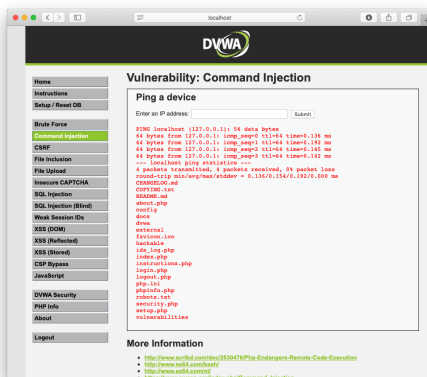 localhost
DVWA
Vulnerability: Command Injection
Home
Instructions
Setup / Reset DB
Brute Force
Command Injection
CSRF
File Inclusion
File Upload
Insecure CAPTCHA
SQL Injection
SQL Injection (Blind)
Weak Session IDs
XSS (DOM)
XSS (Reflected)
XSS (Stored)
CSP Bypass
JavaScript
DVWA Security
PHP Info
About
Logout
Ping a device
Enter an IP address: Submit
PING localhost (127.0.0.1): 56 data bytes
64 bytes from 127.0.0.1: icmp_seq=0 ttl=64 time=0.136 ms
64 bytes from 127.0.0.1: icmp_seq=1 ttl=64 time=0.192 ms
64 bytes from 127.0.0.1: icmp_seq=2 ttl=64 time=0.145 ms
64 bytes from 127.0.0.1: icmp_seq=3 ttl=64 time=0.142 ms
--- localhost ping statistics ---
4 packets transmitted, 4 packets received, 0% packet loss
round-trip min/avg/max/stddev = 0.136/0.154/0.192/0.000 ms
CHANGELOG.md
COPYING.txt
README.md
about.php
config
docs
dvwa
external
favicon.ico
hackable
ids_log.php
index.php
instructions.php
login.php
logout.php
php.ini
phpinfo.php
robots.txt
security.php
setup.php
vulnerabilities
More Information
http://www.scribd.com/doc/2530476/Php-Endangers-Remote-Code-Execution
http://www.ss64.com/bash/
http://www.ss64.com/nt/